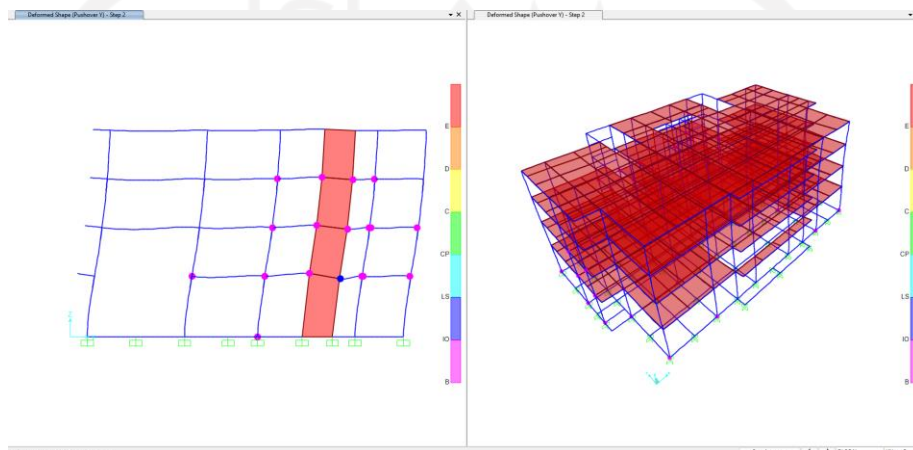 Deformed Shape (Pushover Y) - Step 2
Deformed Shape (Pushover Y) - Step 2
E
D
C
CP
LS
IO
B
E
D
C
CP
LS
IO
B